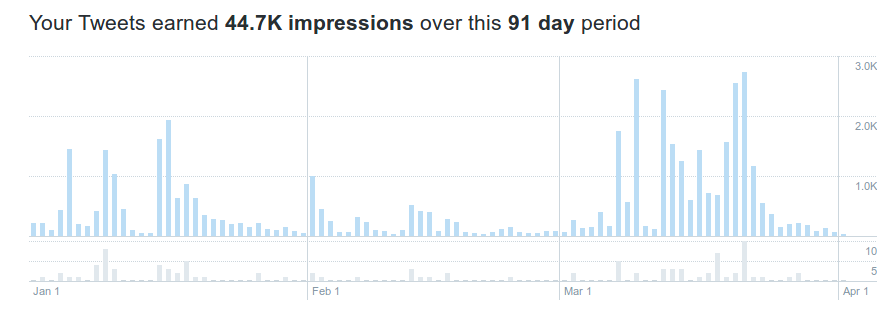 Your Tweets earned 44.7K impressions over this 91 day period
3.0K
2.0K
1.0K
10
5
Jan 1 Feb 1 Mar 1 Apr 1